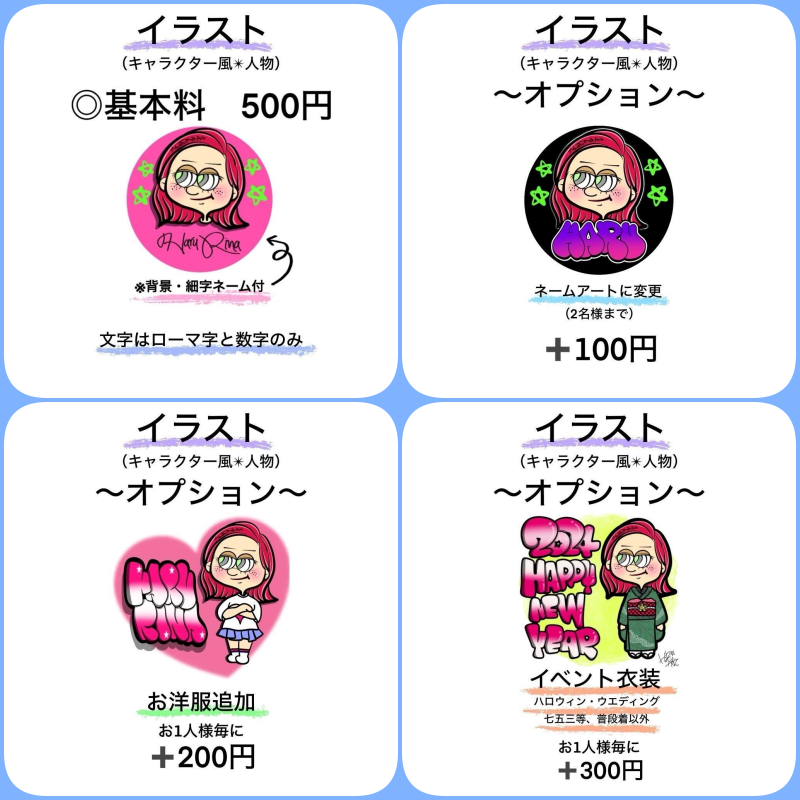 イラスト
（キャラクター風✴人物）
◎基本料　500円
Haru Rina
※背景・細字ネーム付
文字はローマ字と数字のみ
イラスト
（キャラクター風✴人物）
〜オプション〜
HARU
ネームアートに変更
（2名様まで）
➕100円
イラスト
（キャラクター風✴人物）
〜オプション〜
HARU
RINA
お洋服追加
お1人様毎に
➕200円
イラスト
（キャラクター風✴人物）
〜オプション〜
2024
HAPPY
NEW
YEAR
イベント衣装
ハロウィン・ウエディング
七五三等、普段着以外
お1人様毎に
➕300円